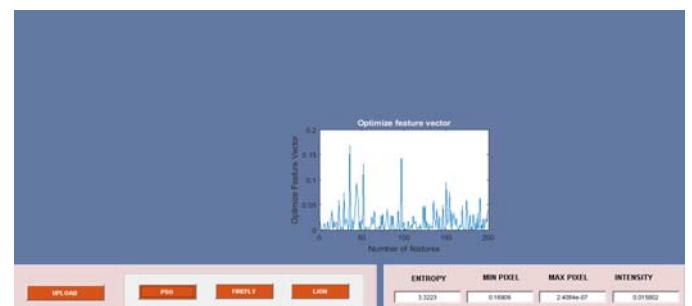 Optimize feature vector
0.2
0.15
0.1
0.05
0
Optimize Feature Vector
0 50 100 150 200
Number of features
ENTROPY MIN PIXEL MAX PIXEL INTENSITY
UPLOAD PSO FIREFLY LION
3.3223 0.16906 2.4084e-07 0.015802